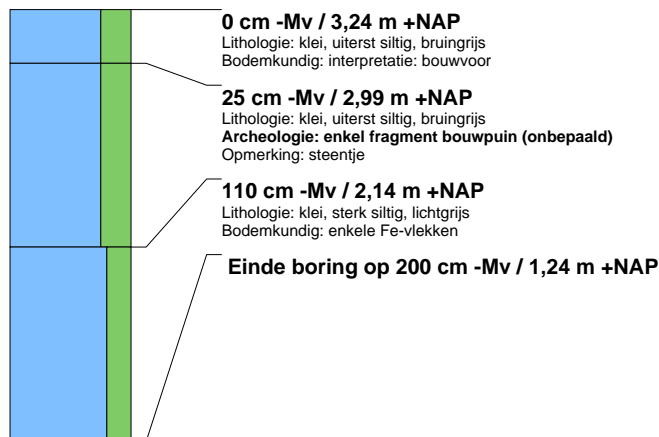 0 cm -Mv / 3,24 m +NAP
Lithologie: klei, uiterst siltig, bruingrijs
Bodemkundig: interpretatie: bouwvoor
25 cm -Mv / 2,99 m +NAP
Lithologie: klei, uiterst siltig, bruingrijs
Archeologie: enkel fragment bouwpuin (onbepaald)
Opmerking: steentje
110 cm -Mv / 2,14 m +NAP
Lithologie: klei, sterk siltig, lichtgrijs
Bodemkundig: enkele Fe-vlekken
Einde boring op 200 cm -Mv / 1,24 m +NAP